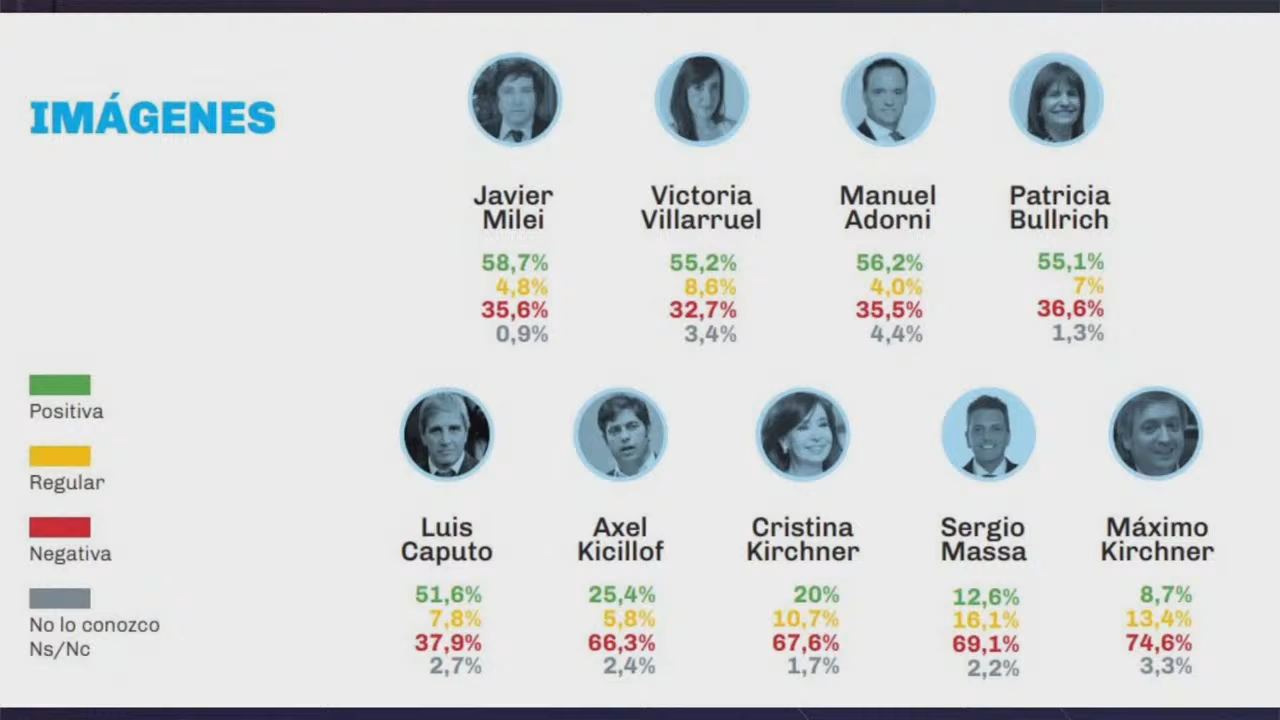 IMÁGENES
Javier
Milei
58,7%
4,8%
35,6%
0,9%
Victoria
Villarruel
55,2%
8,6%
32,7%
3,4%
Manuel
Adorni
56,2%
4,0%
35,5%
4,4%
Patricia
Bullrich
55,1%
7%
36,6%
1,3%
Positiva
Regular
Negativa
No lo conozco
Ns/Nc
Luis
Caputo
51,6%
7,8%
37,9%
2,7%
Axel
Kicillof
25,4%
5,8%
66,3%
2,4%
Cristina
Kirchner
20%
10,7%
67,6%
1,7%
Sergio
Massa
12,6%
16,1%
69,1%
2,2%
Máximo
Kirchner
8,7%
13,4%
74,6%
3,3%